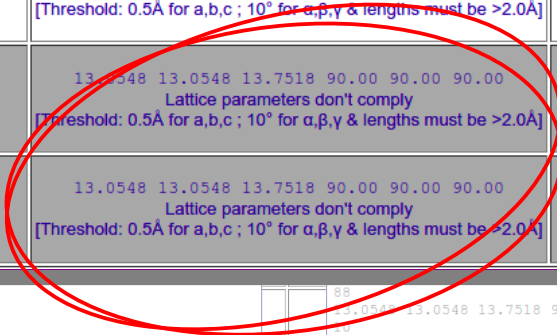 [Threshold: 0.5Å for a,b,c ; 10° for α,β,γ & lengths must be >2.0Å]
13.0548 13.0548 13.7518 90.00 90.00 90.00
Lattice parameters don't comply
[Threshold: 0.5Å for a,b,c ; 10° for α,β,γ & lengths must be >2.0Å]
13.0548 13.0548 13.7518 90.00 90.00 90.00
Lattice parameters don't comply
[Threshold: 0.5Å for a,b,c ; 10° for α,β,γ & lengths must be >2.0Å]
88
13.0548 13.0548 13.7518 9
10